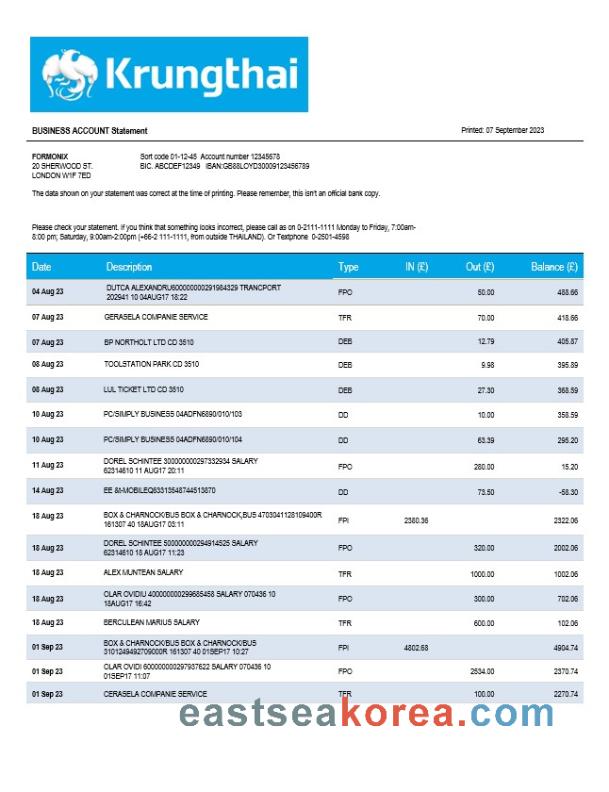 Krungthai
BUSINESS ACCOUNT Statement Printed: 07 September 2023
FORMONIX Sort code 01-12-45 Account number 12345678
20 SHERWOOD ST. BIC. ABCDEF12349 IBAN:GB88LOYD30009123456789
LONDON W1F 7ED
The data shown on your statement was correct at the time of printing. Please remember, this isn't an official bank copy.
Please check your statement. If you think that something looks incorrect, please call as on 0-2111-1111 Monday to Friday, 7:00am-
8:00 pm; Saturday, 9:00am-2:00pm (+66-2 111-1111, from outside THAILAND). Or Textphone 0-2501-4598
Date Description Type IN (£) Out (£) Balance (£)
04 Aug 23 DUTCA ALEXANDRU600000000291984329 TRANCPORT
202941 10 04AUG17 18:22 FPO 50.00 488.66
07 Aug 23 GERASELA COMPANIE SERVICE TFR 70.00 418.66
07 Aug 23 BP NORTHOLT LTD CD 3510 DEB 12.79 405.87
08 Aug 23 TOOLSTATION PARK CD 3510 DEB 9.98 395.89
08 Aug 23 LUL TICKET LTD CD 3510 DEB 27.30 368.59
10 Aug 23 PC/SIMPLY BUSINESS 04ADFN6890/010/103 DD 10.00 358.59
10 Aug 23 PC/SIMPLY BUSINESS 04ADFN6890/010/104 DD 63.39 295.20
11 Aug 23 DOREL SCHINTEE 300000000297332934 SALARY
62314610 11 AUG17 20:11 FPO 280.00 15.20
14 Aug 23 EE &t-MOBILEQ53313548744513870 DD 73.50 -58.30
18 Aug 23 BOX & CHARNOCK/BUS BOX & CHARNOCK,BUS 4703041128109400R
161307 40 18AUG17 03:11 FPI 2380.36 2322.06
18 Aug 23 DOREL SCHINTEE 500000000294914525 SALARY
62314610 18 AUG17 11:23 FPO 320.00 2002.06
18 Aug 23 ALEX MUNTEAN SALARY TFR 1000.00 1002.06
18 Aug 23 OLAR OVIDIU 400000000299685458 SALARY 070436 10
18AUG17 16:42 FPO 300.00 702.06
18 Aug 23 BERCULEAN MARIUS SALARY TFR 600.00 102.06
01 Sep 23 BOX & CHARNOCK/BUS BOX & CHARNOCK/BUS
3101249492709000R 161307 40 01SEP17 10:27 FPI 4802.68 4904.74
01 Sep 23 OLAR OVIDI 600000000297937622 SALARY 070436 10
01SEP17 11:07 FPO 2534.00 2370.74
01 Sep 23 CERASELA COMPANIE SERVICE TFR 100.00 2270.74
eastseakorea.com